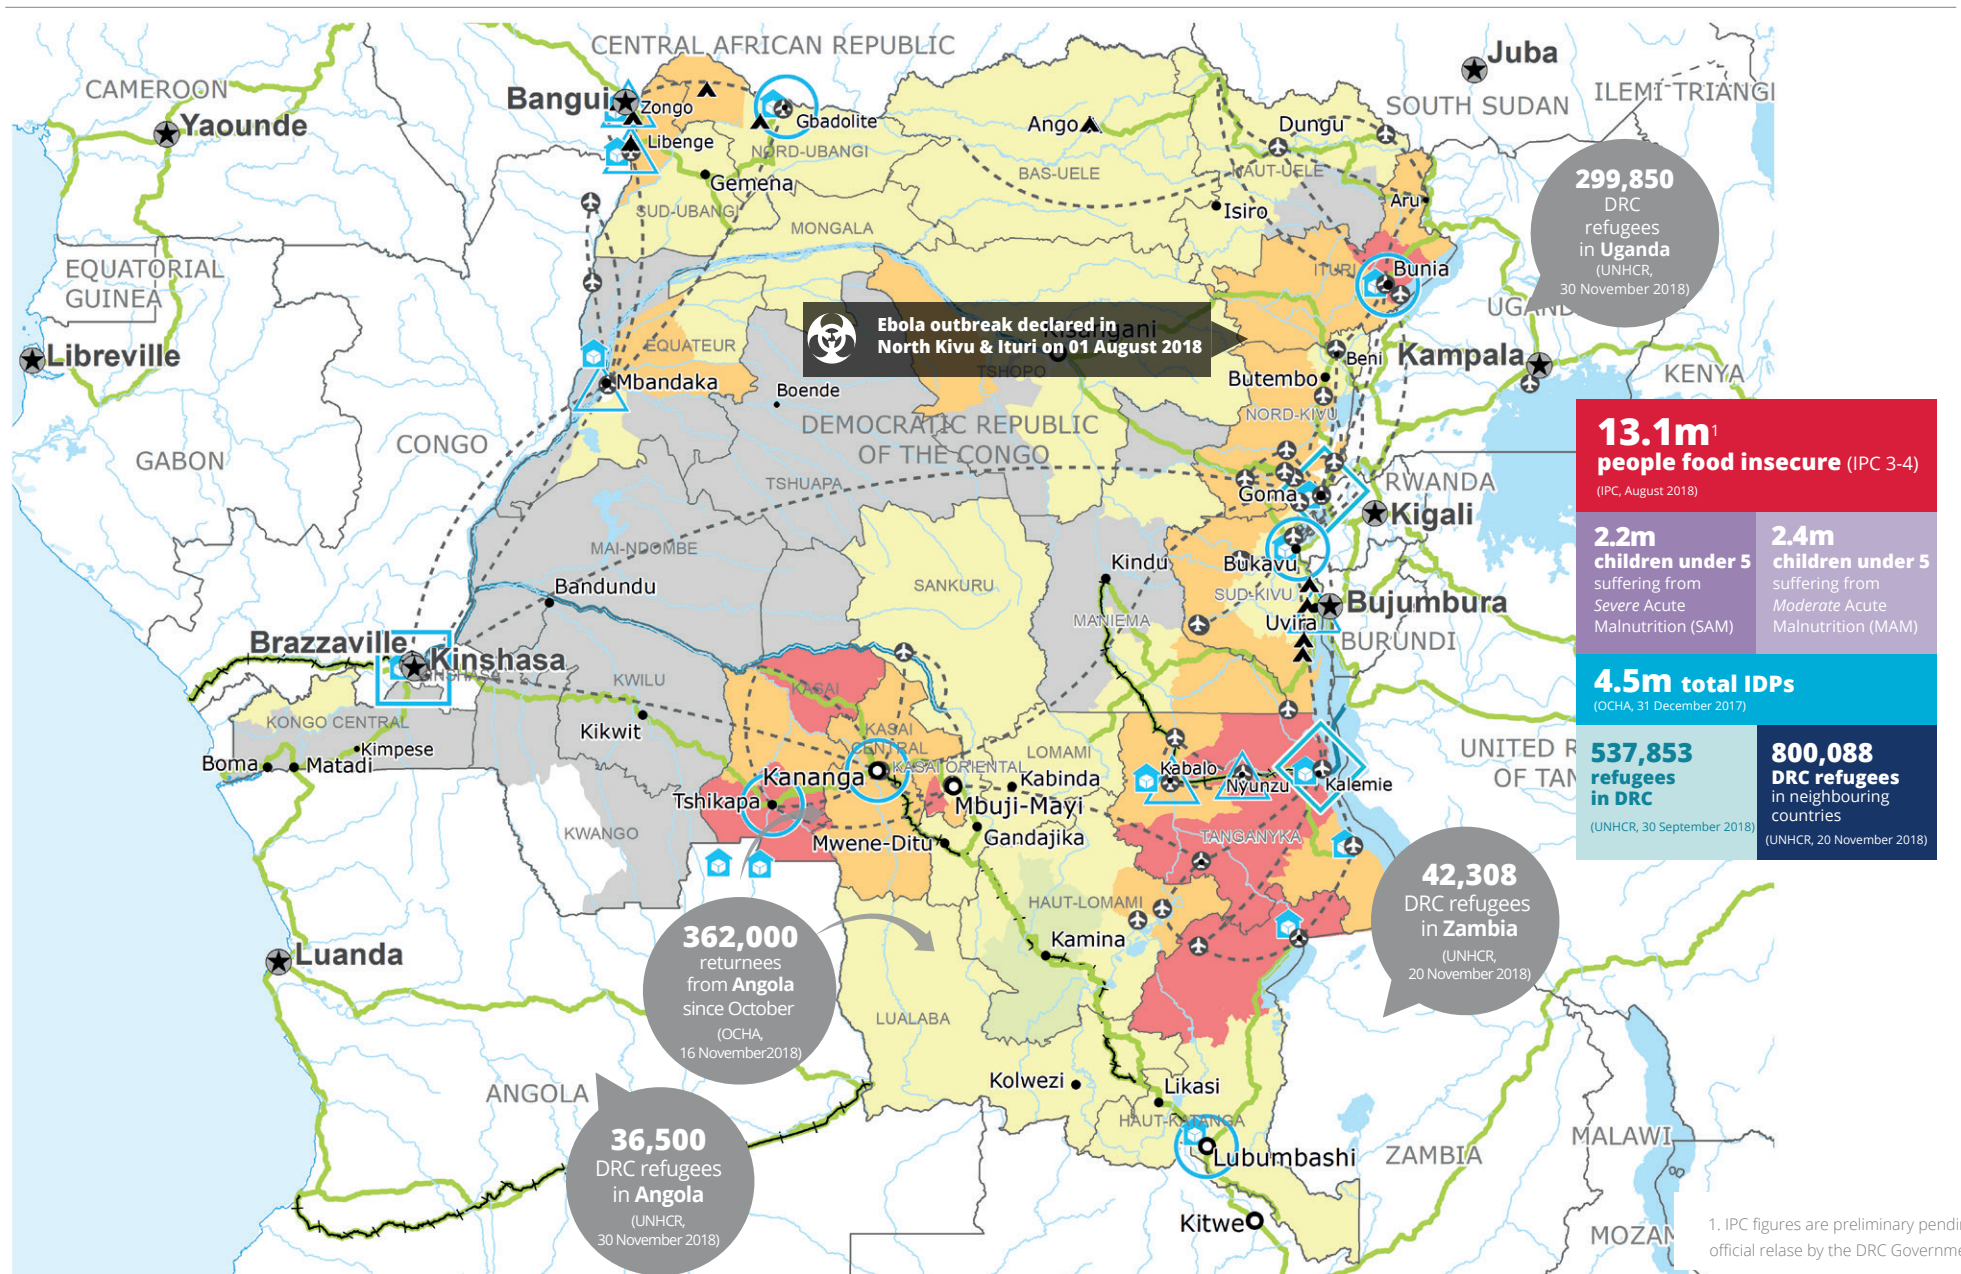 CENTRAL AFRICAN REPUBLIC
Juba
CAMEROON
Bangui
Zongo
Gbadolite
Ango
Dungu
SOUTH SUDAN
ILEMI TRIANGL
Yaounde
Libenge
NORD-UBANGI
BAS-UELE
HAUT-UELE
Gemena
Aru
Isiro
SUD-UBANGI
MONGALA
299,850
DRC
refugees
in Uganda
(UNHCR,
30 November 2018)
EQUATORIAL
GUINEA
ITURI
Bunia
UGAND
Ebola outbreak declared in
North Kivu & Ituri on 01 August 2018
Kisangani
TSHOPO
Libreville
EQUATEUR
Mbandaka
Boende
Beni
Kampala
Butembo
KENYA
NORD-KIVU
DEMOCRATIC REPUBLIC
OF THE CONGO
CONGO
GABON
TSHUAPA
Goma
RWANDA
Kigali
13.1m1
people food insecure (IPC 3-4)
(IPC, August 2018)
2.2m
children under 5
suffering from
Severe Acute
Malnutrition (SAM)
2.4m
children under 5
suffering from
Moderate Acute
Malnutrition (MAM)
4.5m total IDPs
(OCHA, 31 December 2017)
537,853
refugees
in DRC
(UNHCR, 30 September 2018)
800,088
DRC refugees
in neighbouring
countries
(UNHCR, 20 November 2018)
MAI-NDOMBE
Bandundu
SANKURU
Kindu
Bukavu
SUD-KIVU
Bujumbura
MANIEMA
Uvira
BURUNDI
Brazzaville
Kinshasa
KINSHASA
KWILU
KASAI
KONGO CENTRAL
Kikwit
KASAI
CENTRAL
LOMAMI
UNITED R
OF TAN
Kimpese
Boma
Matadi
Kananga
KASAI ORIENTAL
Kabinda
Kabalo
Nyunzu
Kalemie
Tshikapa
Mbuji-Mayi
KWANGO
Mwene-Ditu
Gandajika
TANGANYKA
42,308
DRC refugees
in Zambia
(UNHCR,
20 November 2018)
HAUT-LOMAMI
Kamina
362,000
returnees
from Angola
since October
(OCHA,
16 November2018)
Luanda
LUALABA
Kolwezi
Likasi
ANGOLA
HAUT-KATANGA
36,500
DRC refugees
in Angola
(UNHCR,
30 November 2018)
Lubumbashi
ZAMBIA
MALAWI
Kitwe
MOZAM
1. IPC figures are preliminary pendi
official relase by the DRC Governme